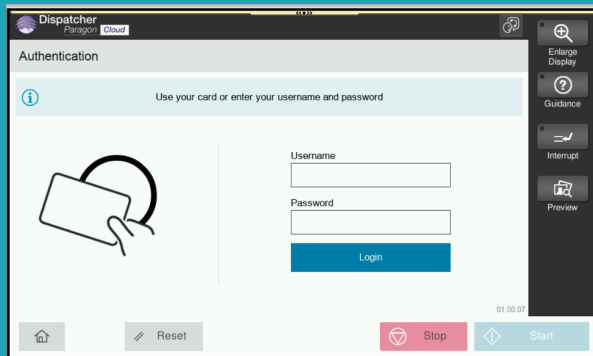 Dispatcher
Paragon Cloud
Authentication
Use your card or enter your username and password
Username
Password
Login
01.00.07
Reset
Stop
Start
Enlarge
Display
Guidance
Interrupt
Preview